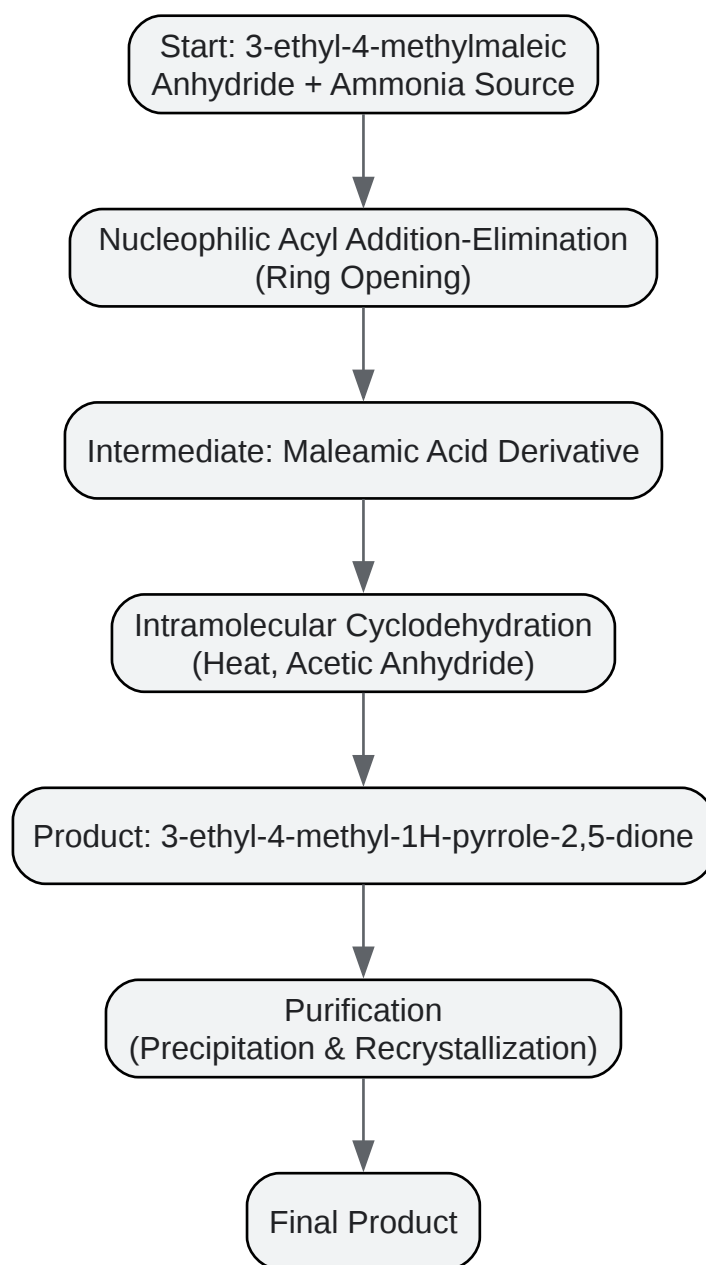 Start: 3-ethyl-4-methylmaleic
Anhydride + Ammonia Source
Nucleophilic Acyl Addition-Elimination
(Ring Opening)
Intermediate: Maleamic Acid Derivative
Intramolecular Cyclodehydration
(Heat, Acetic Anhydride)
Product: 3-ethyl-4-methyl-1H-pyrrole-2,5-dione
Purification
(Precipitation & Recrystallization)
Final Product